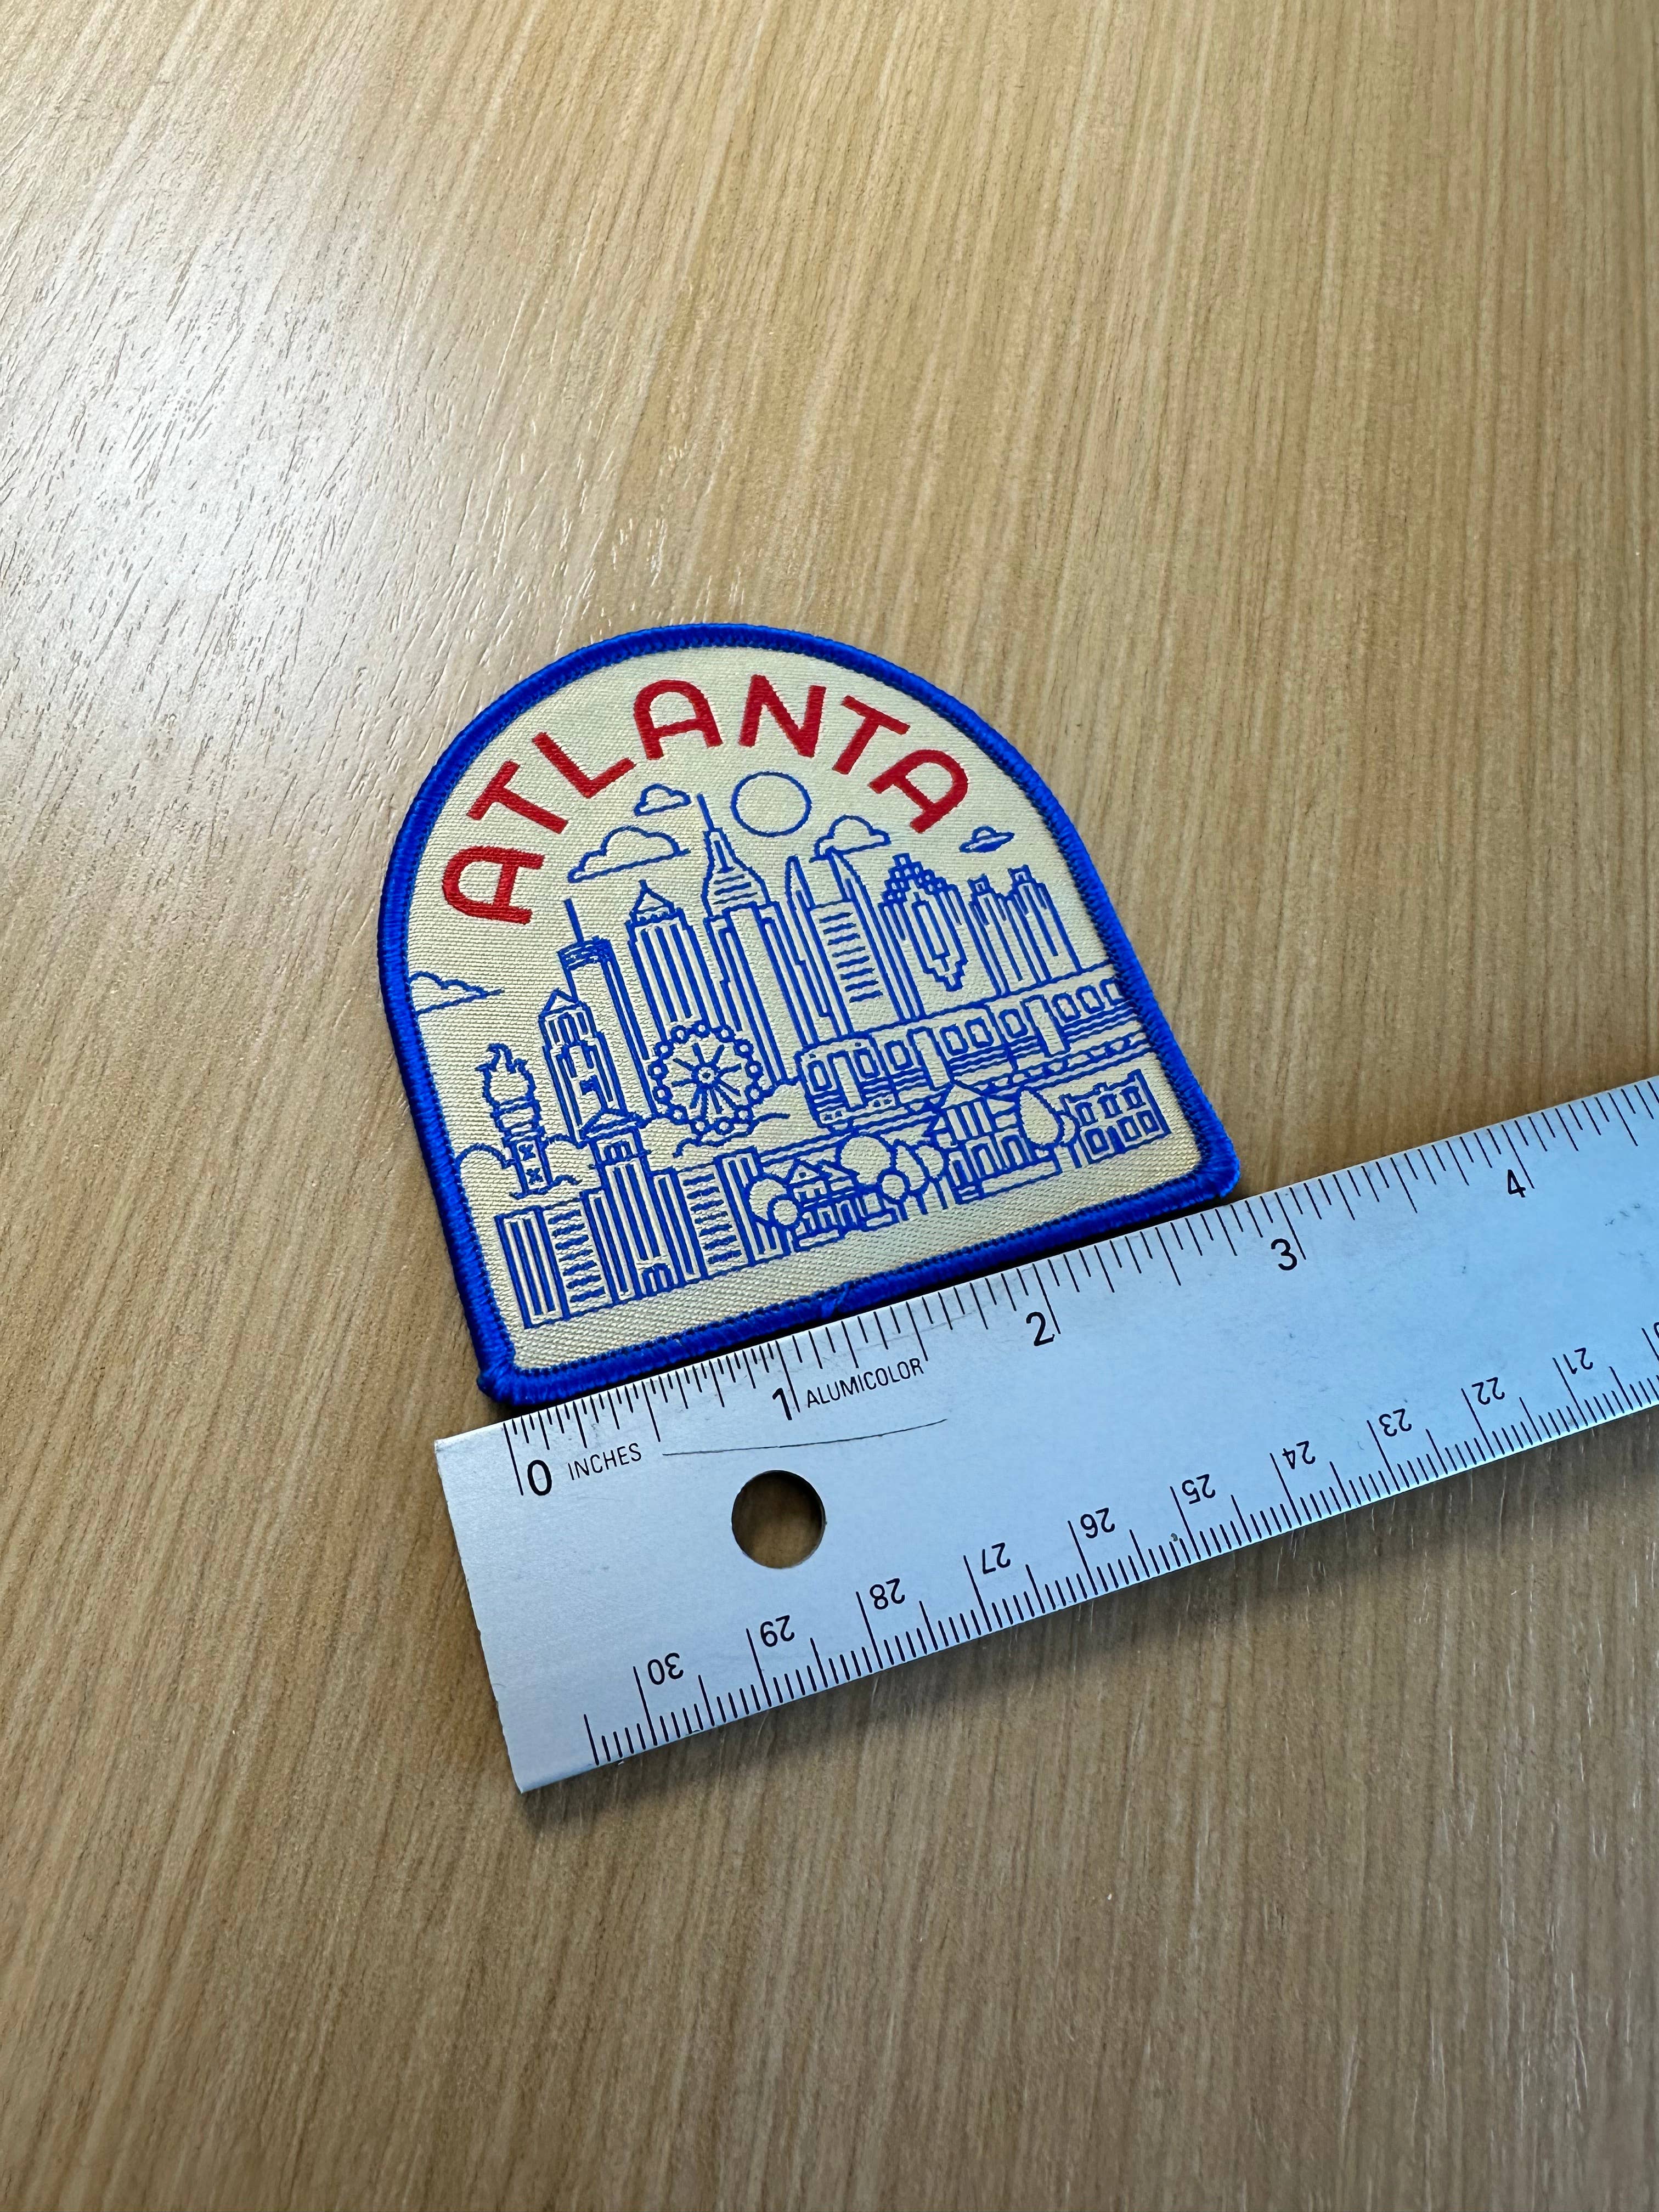 ATLANTA
0 INCHES 1 ALUMICOLOR 2 3 4
30 29 28 27 26 25 24 23 22 21